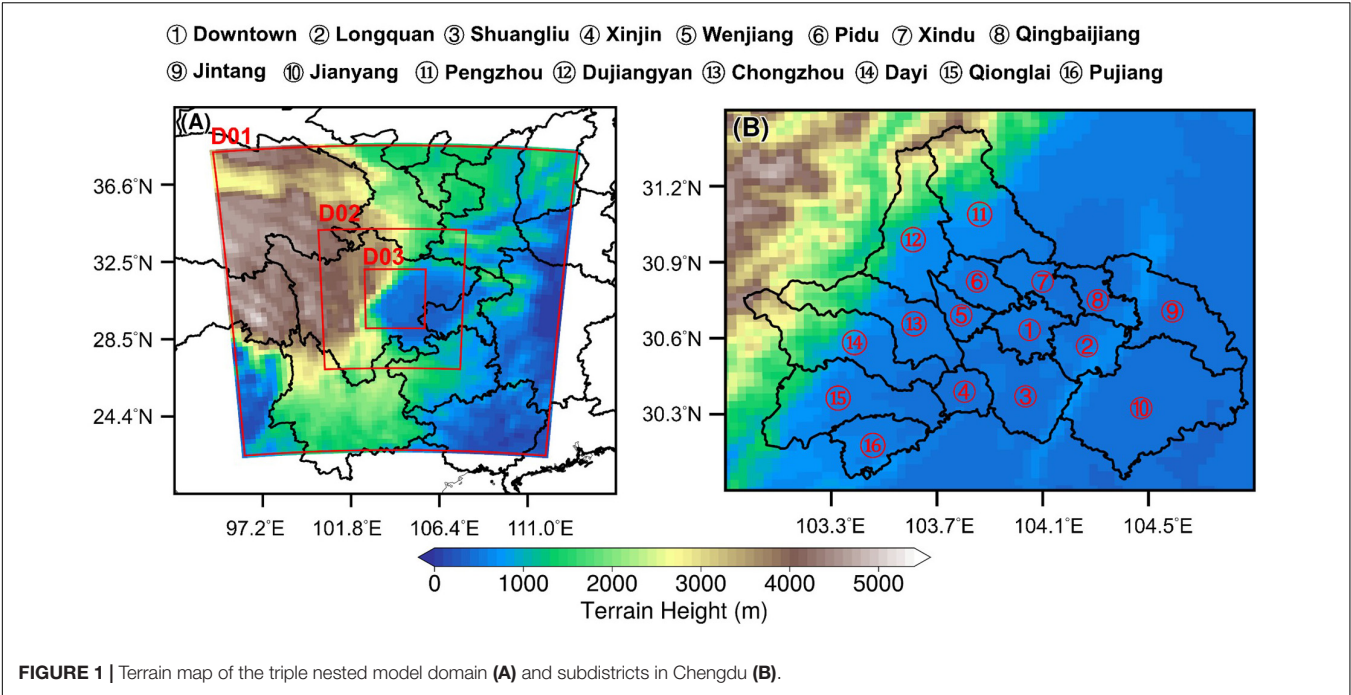 ① Downtown ② Longquan ③ Shuangliu ④ Xinjin ⑤ Wenjiang ⑥ Pidu ⑦ Xindu ⑧ Qingbaijiang
⑨ Jintang ⑩ Jianyang ⑪ Pengzhou ⑫ Dujiangyan ⑬ Chongzhou ⑭ Dayi ⑮ Qionglai ⑯ Pujiang
(A)
D01
D02
D03
36.6°N
32.5°N
28.5°N
24.4°N
97.2°E 101.8°E 106.4°E 111.0°E
(B)
31.2°N
30.9°N
30.6°N
30.3°N
⑪
⑫
⑥ ⑦
⑧
⑨
⑤ ⑬
①
⑭ ②
④ ③
⑮
⑩
⑯
103.3°E 103.7°E 104.1°E 104.5°E
0 1000 2000 3000 4000 5000
Terrain Height (m)
FIGURE 1 | Terrain map of the triple nested model domain (A) and subdistricts in Chengdu (B).